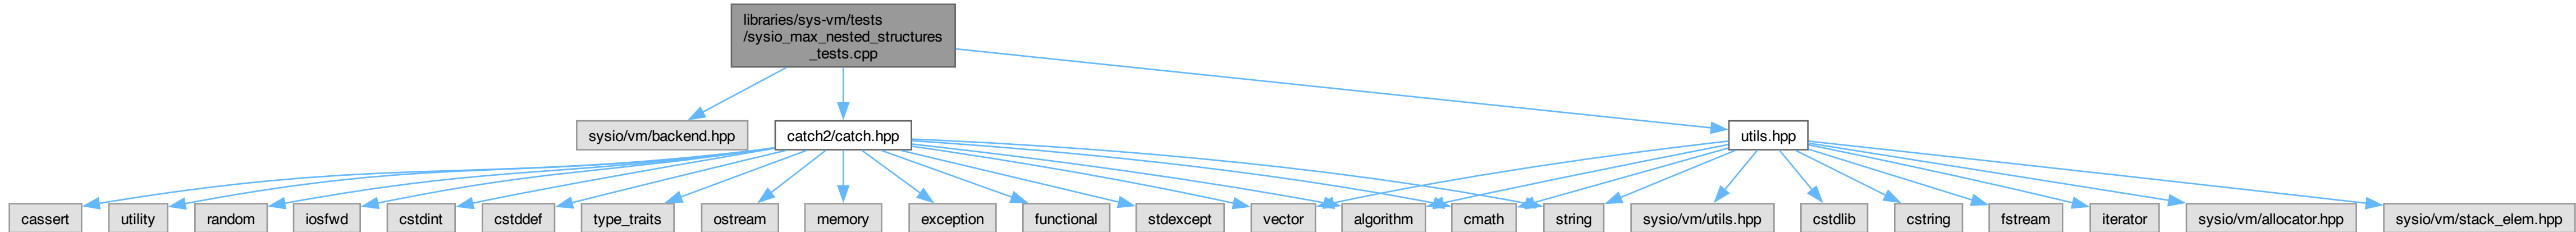 libraries/sys-vm/tests
/sysio_max_nested_structures
_tests.cpp
sysio/vm/backend.hpp
catch2/catch.hpp
utils.hpp
cassert
utility
random
iosfwd
cstdint
cstddef
type_traits
ostream
memory
exception
functional
stdexcept
vector
algorithm
cmath
string
sysio/vm/utils.hpp
cstdlib
cstring
fstream
iterator
sysio/vm/allocator.hpp
sysio/vm/stack_elem.hpp